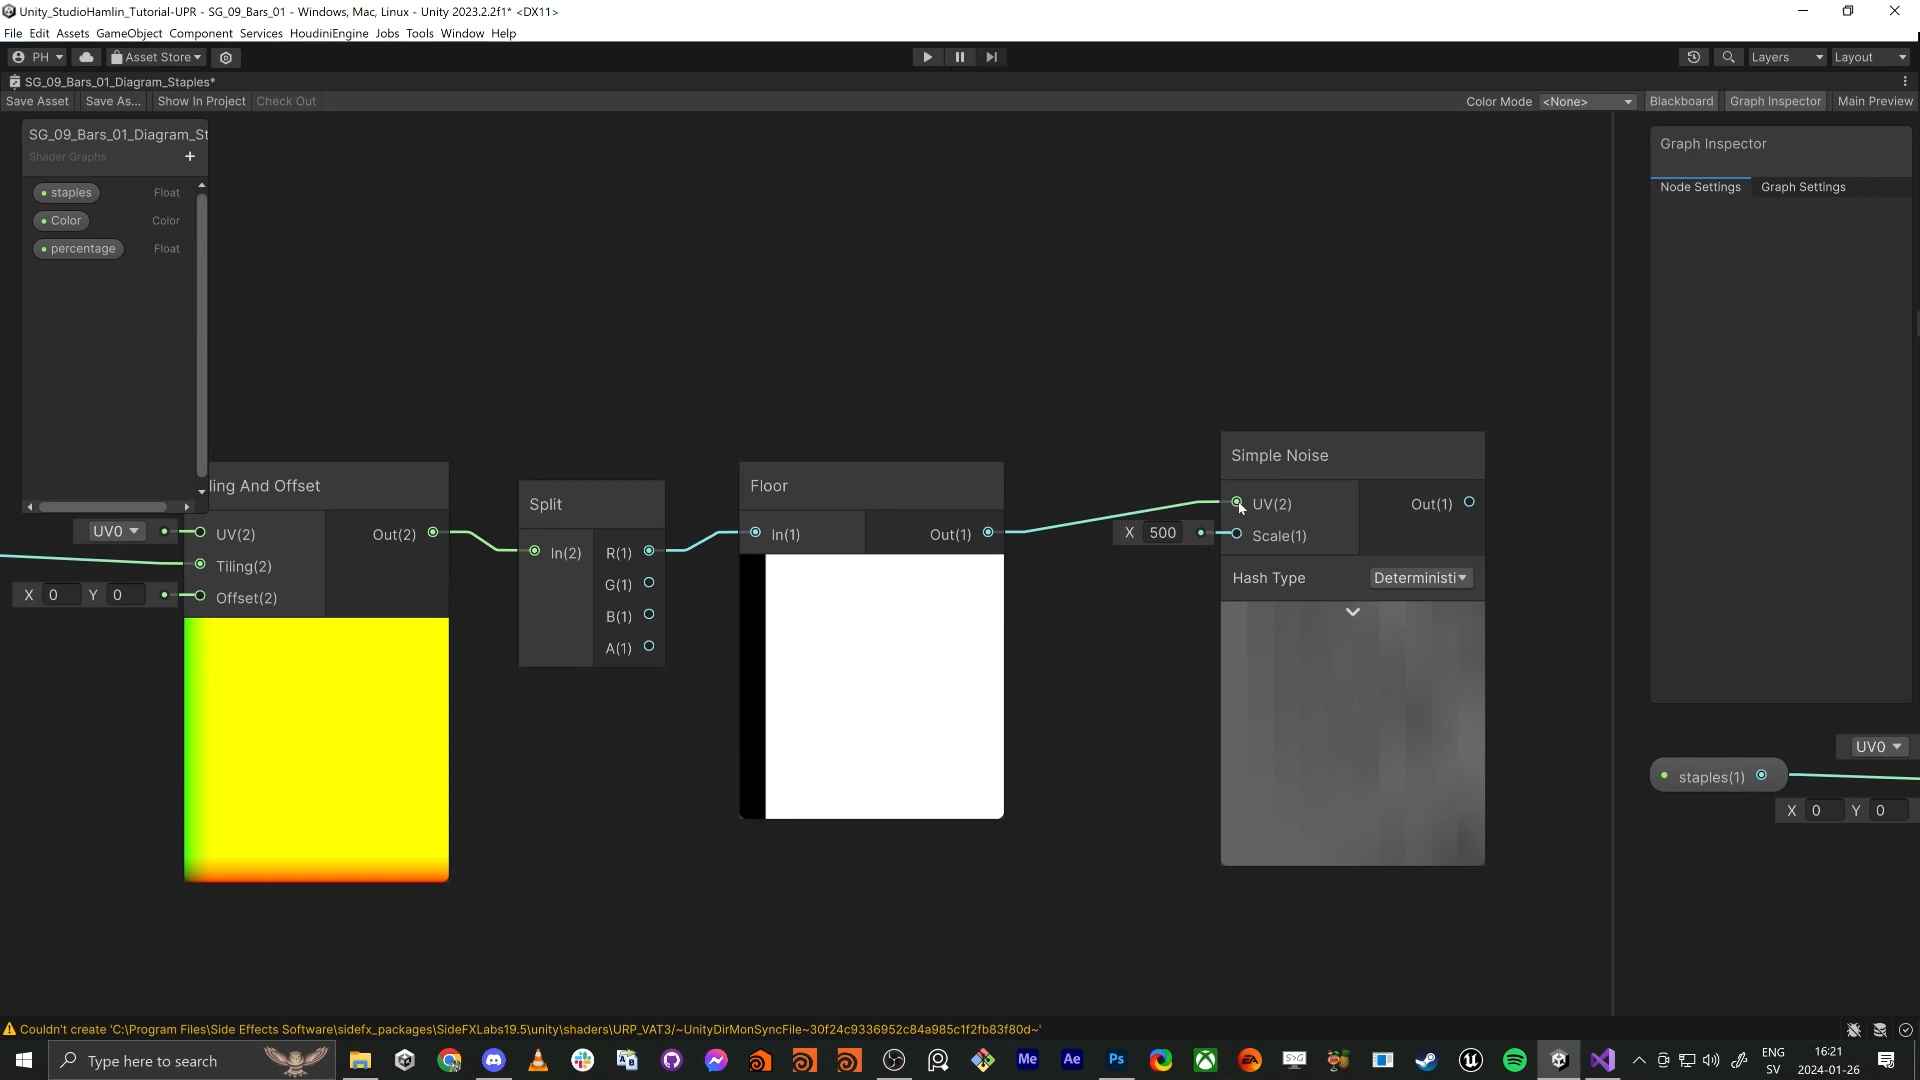 Unity_StudioHamlin_Tutorial-UPR - SG_09_Bars_01 - Windows, Mac, Linux - Unity 2023.2.2f1* <DX11>
File Edit Assets GameObject Component Services HoudiniEngine Jobs Tools Window Help
PH Asset Store Layers Layout
SG_09_Bars_01_Diagram_Staples*
Save Asset Save As... Show In Project Check Out Color Mode <None> Blackboard Graph Inspector Main Preview
SG_09_Bars_01_Diagram_St
Shader Graphs +
staples Float
Color Color
percentage Float
Graph Inspector
Node Settings Graph Settings
ling And Offset
UV0 UV(2) Out(2)
Tiling(2)
X 0 Y 0 Offset(2)
Split
In(2) R(1)
G(1)
B(1)
A(1)
Floor
In(1) Out(1)
Simple Noise
UV(2) Out(1)
X 500 Scale(1)
Hash Type Deterministi
UV0
staples(1)
X 0 Y 0
Couldn't create 'C:\Program Files\Side Effects Software\sidefx_packages\SideFXLabs19.5\unity\shaders\URP_VAT3/~UnityDirMonSyncFile~30f24c9336952c84a985c1f2fb83f80d~'
Type here to search
Me Ae Ps EA S>G
ENG
SV
16:21
2024-01-26